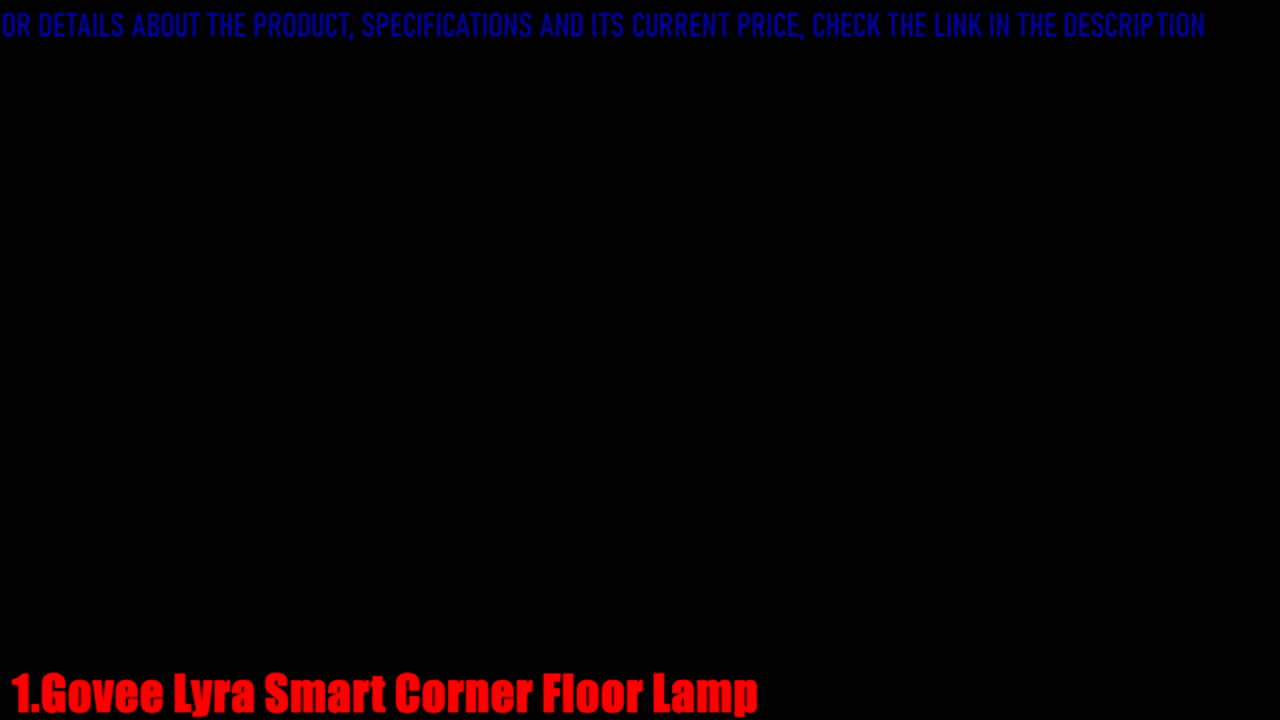 OR DETAILS ABOUT THE PRODUCT, SPECIFICATIONS AND ITS CURRENT PRICE, CHECK THE LINK IN THE DESCRIPTION
1.Govee Lyra Smart Corner Floor Lamp